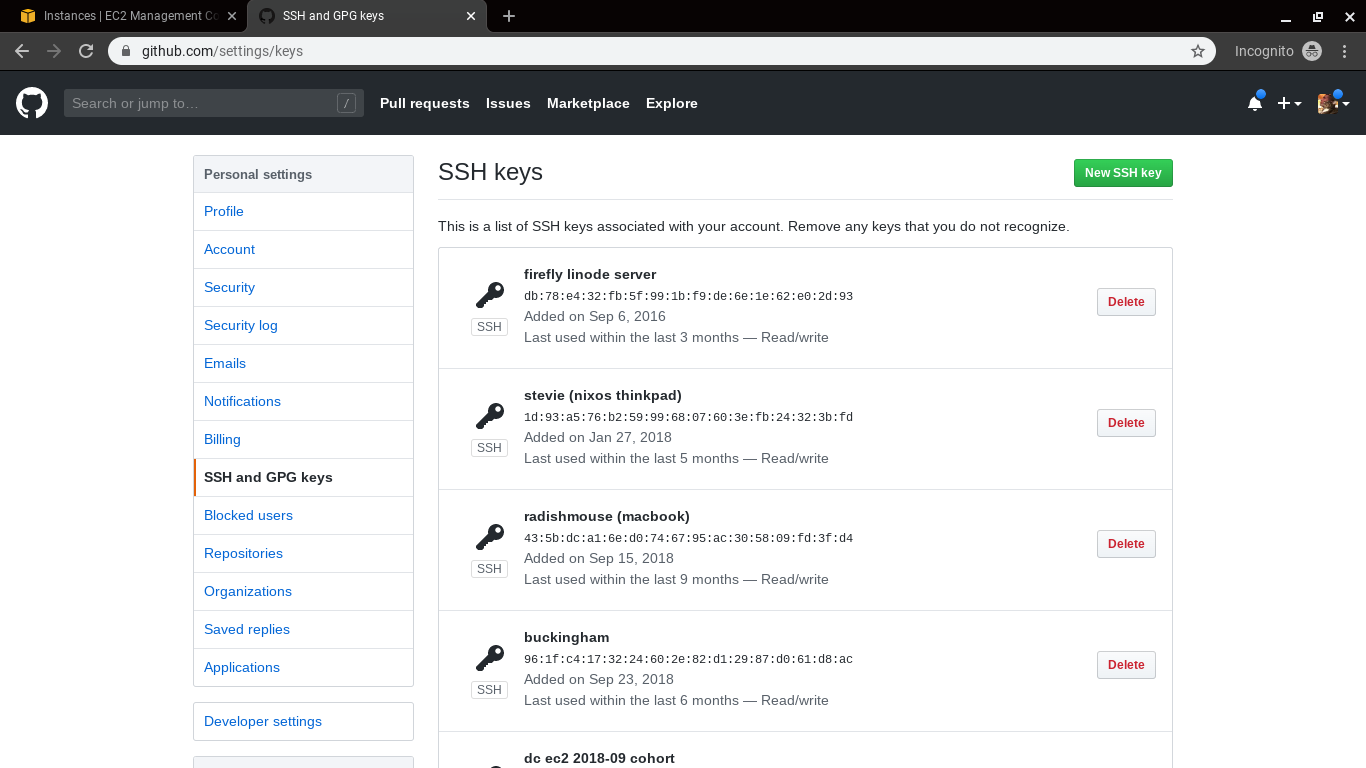 Instances | EC2 Management Co
SSH and GPG keys
github.com/settings/keys
Incognito
Search or jump to…
/
Pull requests
Issues
Marketplace
Explore
Personal settings
Profile
Account
Security
Security log
Emails
Notifications
Billing
SSH and GPG keys
Blocked users
Repositories
Organizations
Saved replies
Applications
Developer settings
SSH keys
New SSH key
This is a list of SSH keys associated with your account. Remove any keys that you do not recognize.
firefly linode server
db:78:e4:32:fb:5f:99:1b:f9:de:6e:1e:62:e0:2d:93
Added on Sep 6, 2016
Last used within the last 3 months — Read/write
SSH
Delete
stevie (nixos thinkpad)
1d:93:a5:76:b2:59:99:68:07:60:3e:fb:24:32:3b:fd
Added on Jan 27, 2018
Last used within the last 5 months — Read/write
SSH
Delete
radishmouse (macbook)
43:5b:dc:a1:6e:d0:74:67:95:ac:30:58:09:fd:3f:d4
Added on Sep 15, 2018
Last used within the last 9 months — Read/write
SSH
Delete
buckingham
96:1f:c4:17:32:24:60:2e:82:d1:29:87:d0:61:d8:ac
Added on Sep 23, 2018
Last used within the last 6 months — Read/write
SSH
Delete
dc ec2 2018-09 cohort